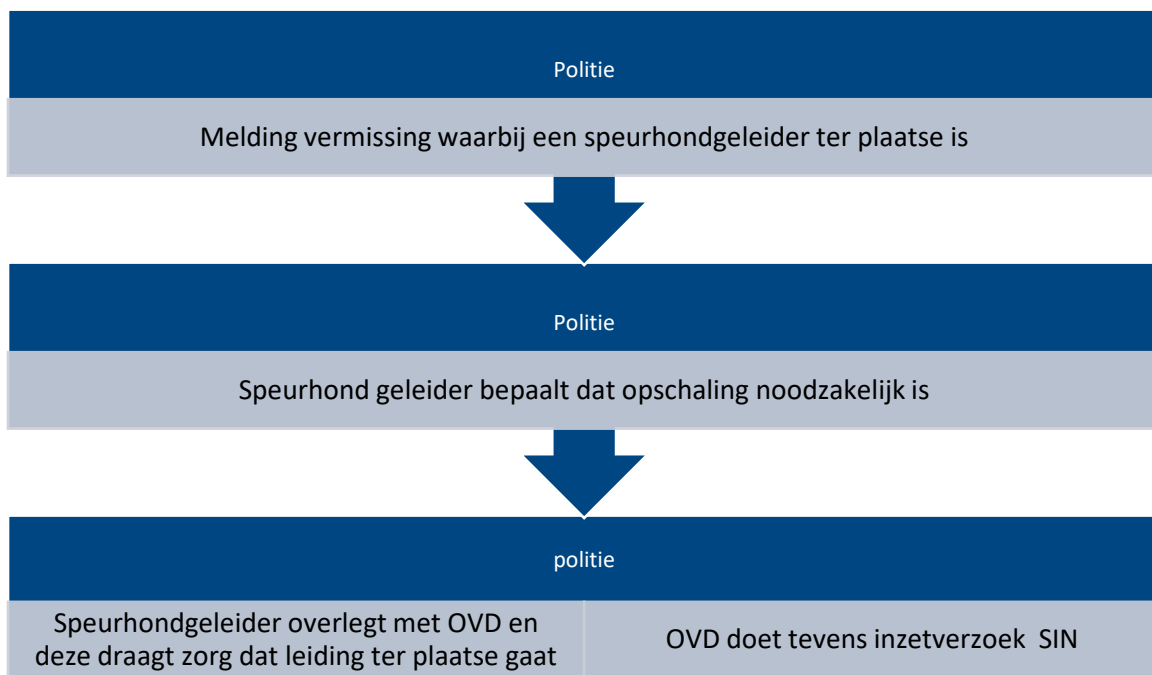 Politie
Melding vermissing waarbij een speurhondgeleider ter plaatse is
Politie
Speurhond geleider bepaalt dat opschaling noodzakelijk is
politie
Speurhondgeleider overlegt met OVD en
deze draagt zorg dat leiding ter plaatse gaat
OVD doet tevens inzetverzoek  SIN